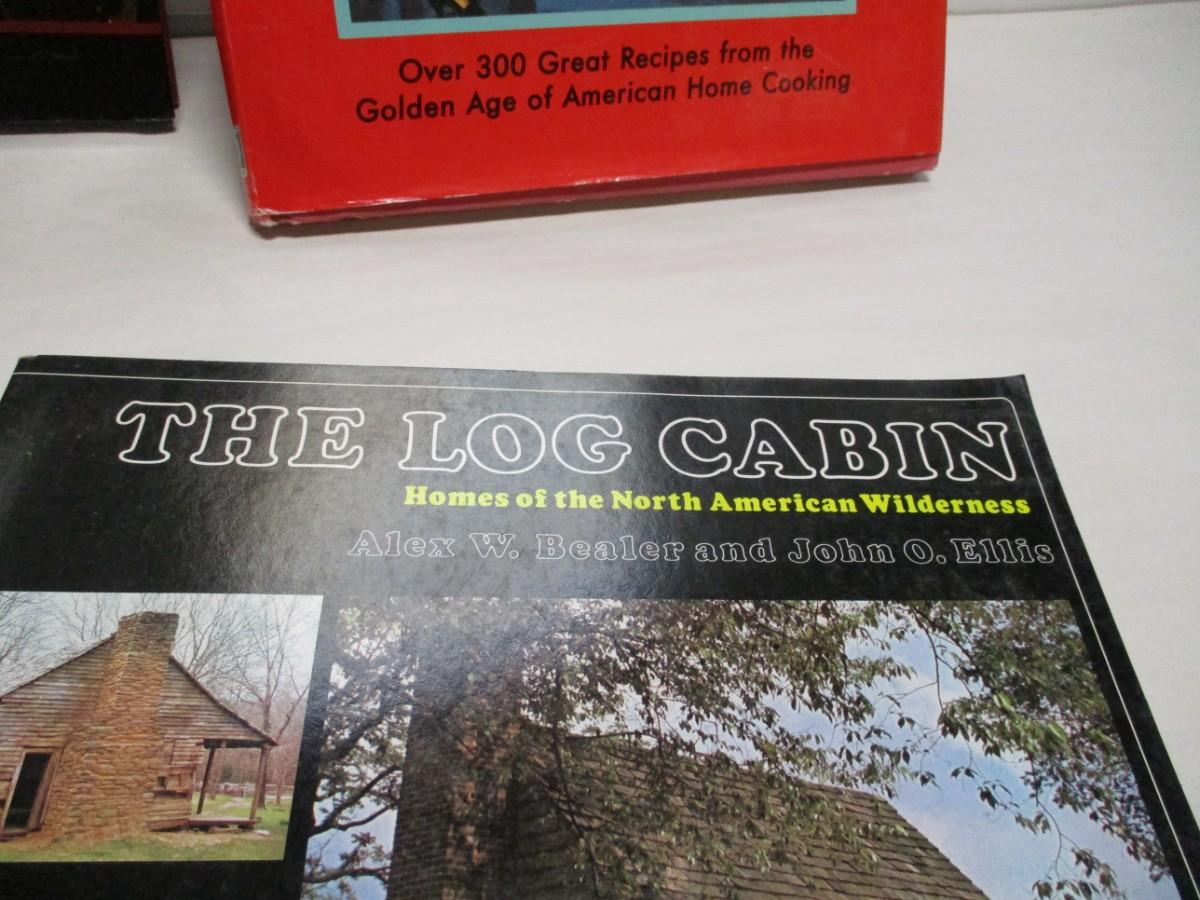 Over 300 Great Recipes from the
Golden Age of American Home Cooking
THE LOG CABIN
Homes of the North American Wilderness
Alex W. Bealer and John O. Ellis